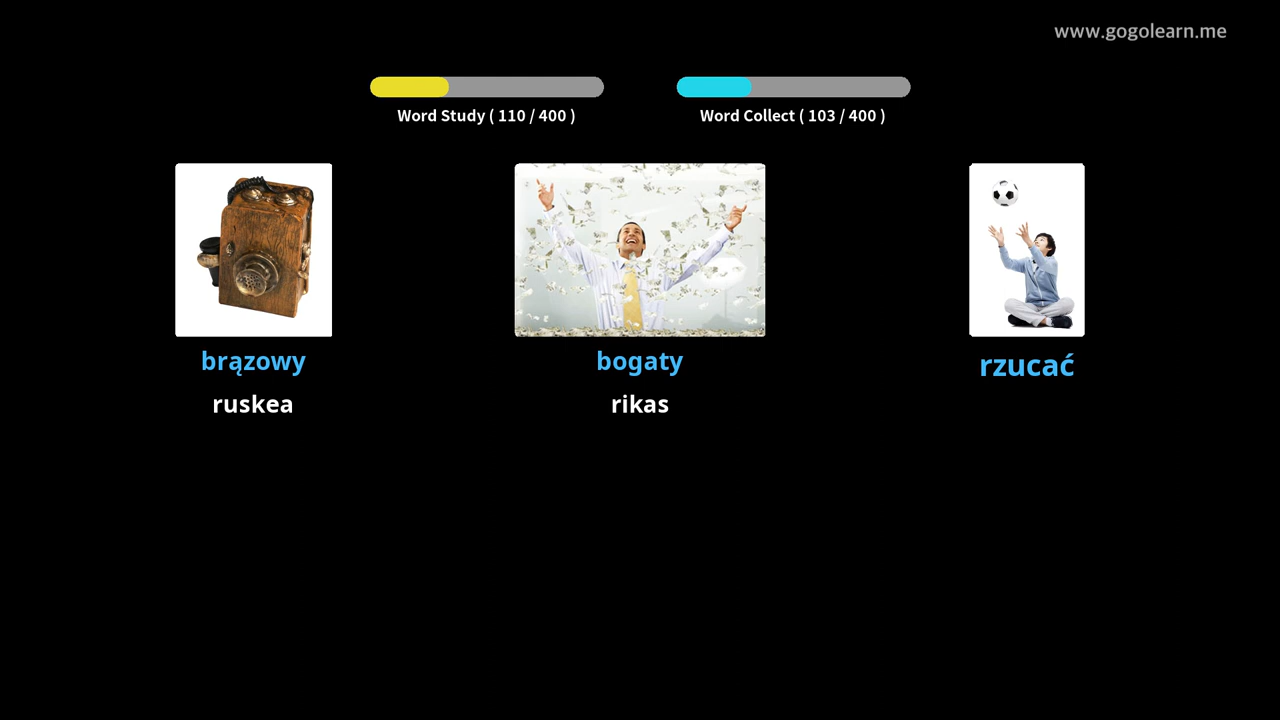 www.gogolearn.me
Word Study ( 110 / 400 )
Word Collect ( 103 / 400 )
brązowy
ruskea
bogaty
rikas
rzucać